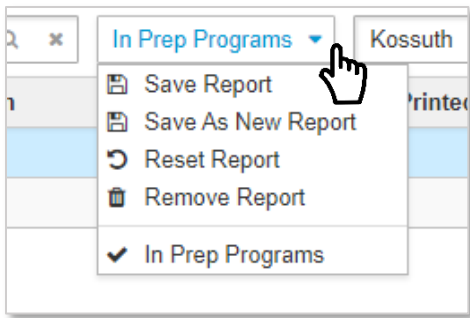 In Prep Programs Kossuth
Save Report
Save As New Report
Reset Report
Remove Report
In Prep Programs